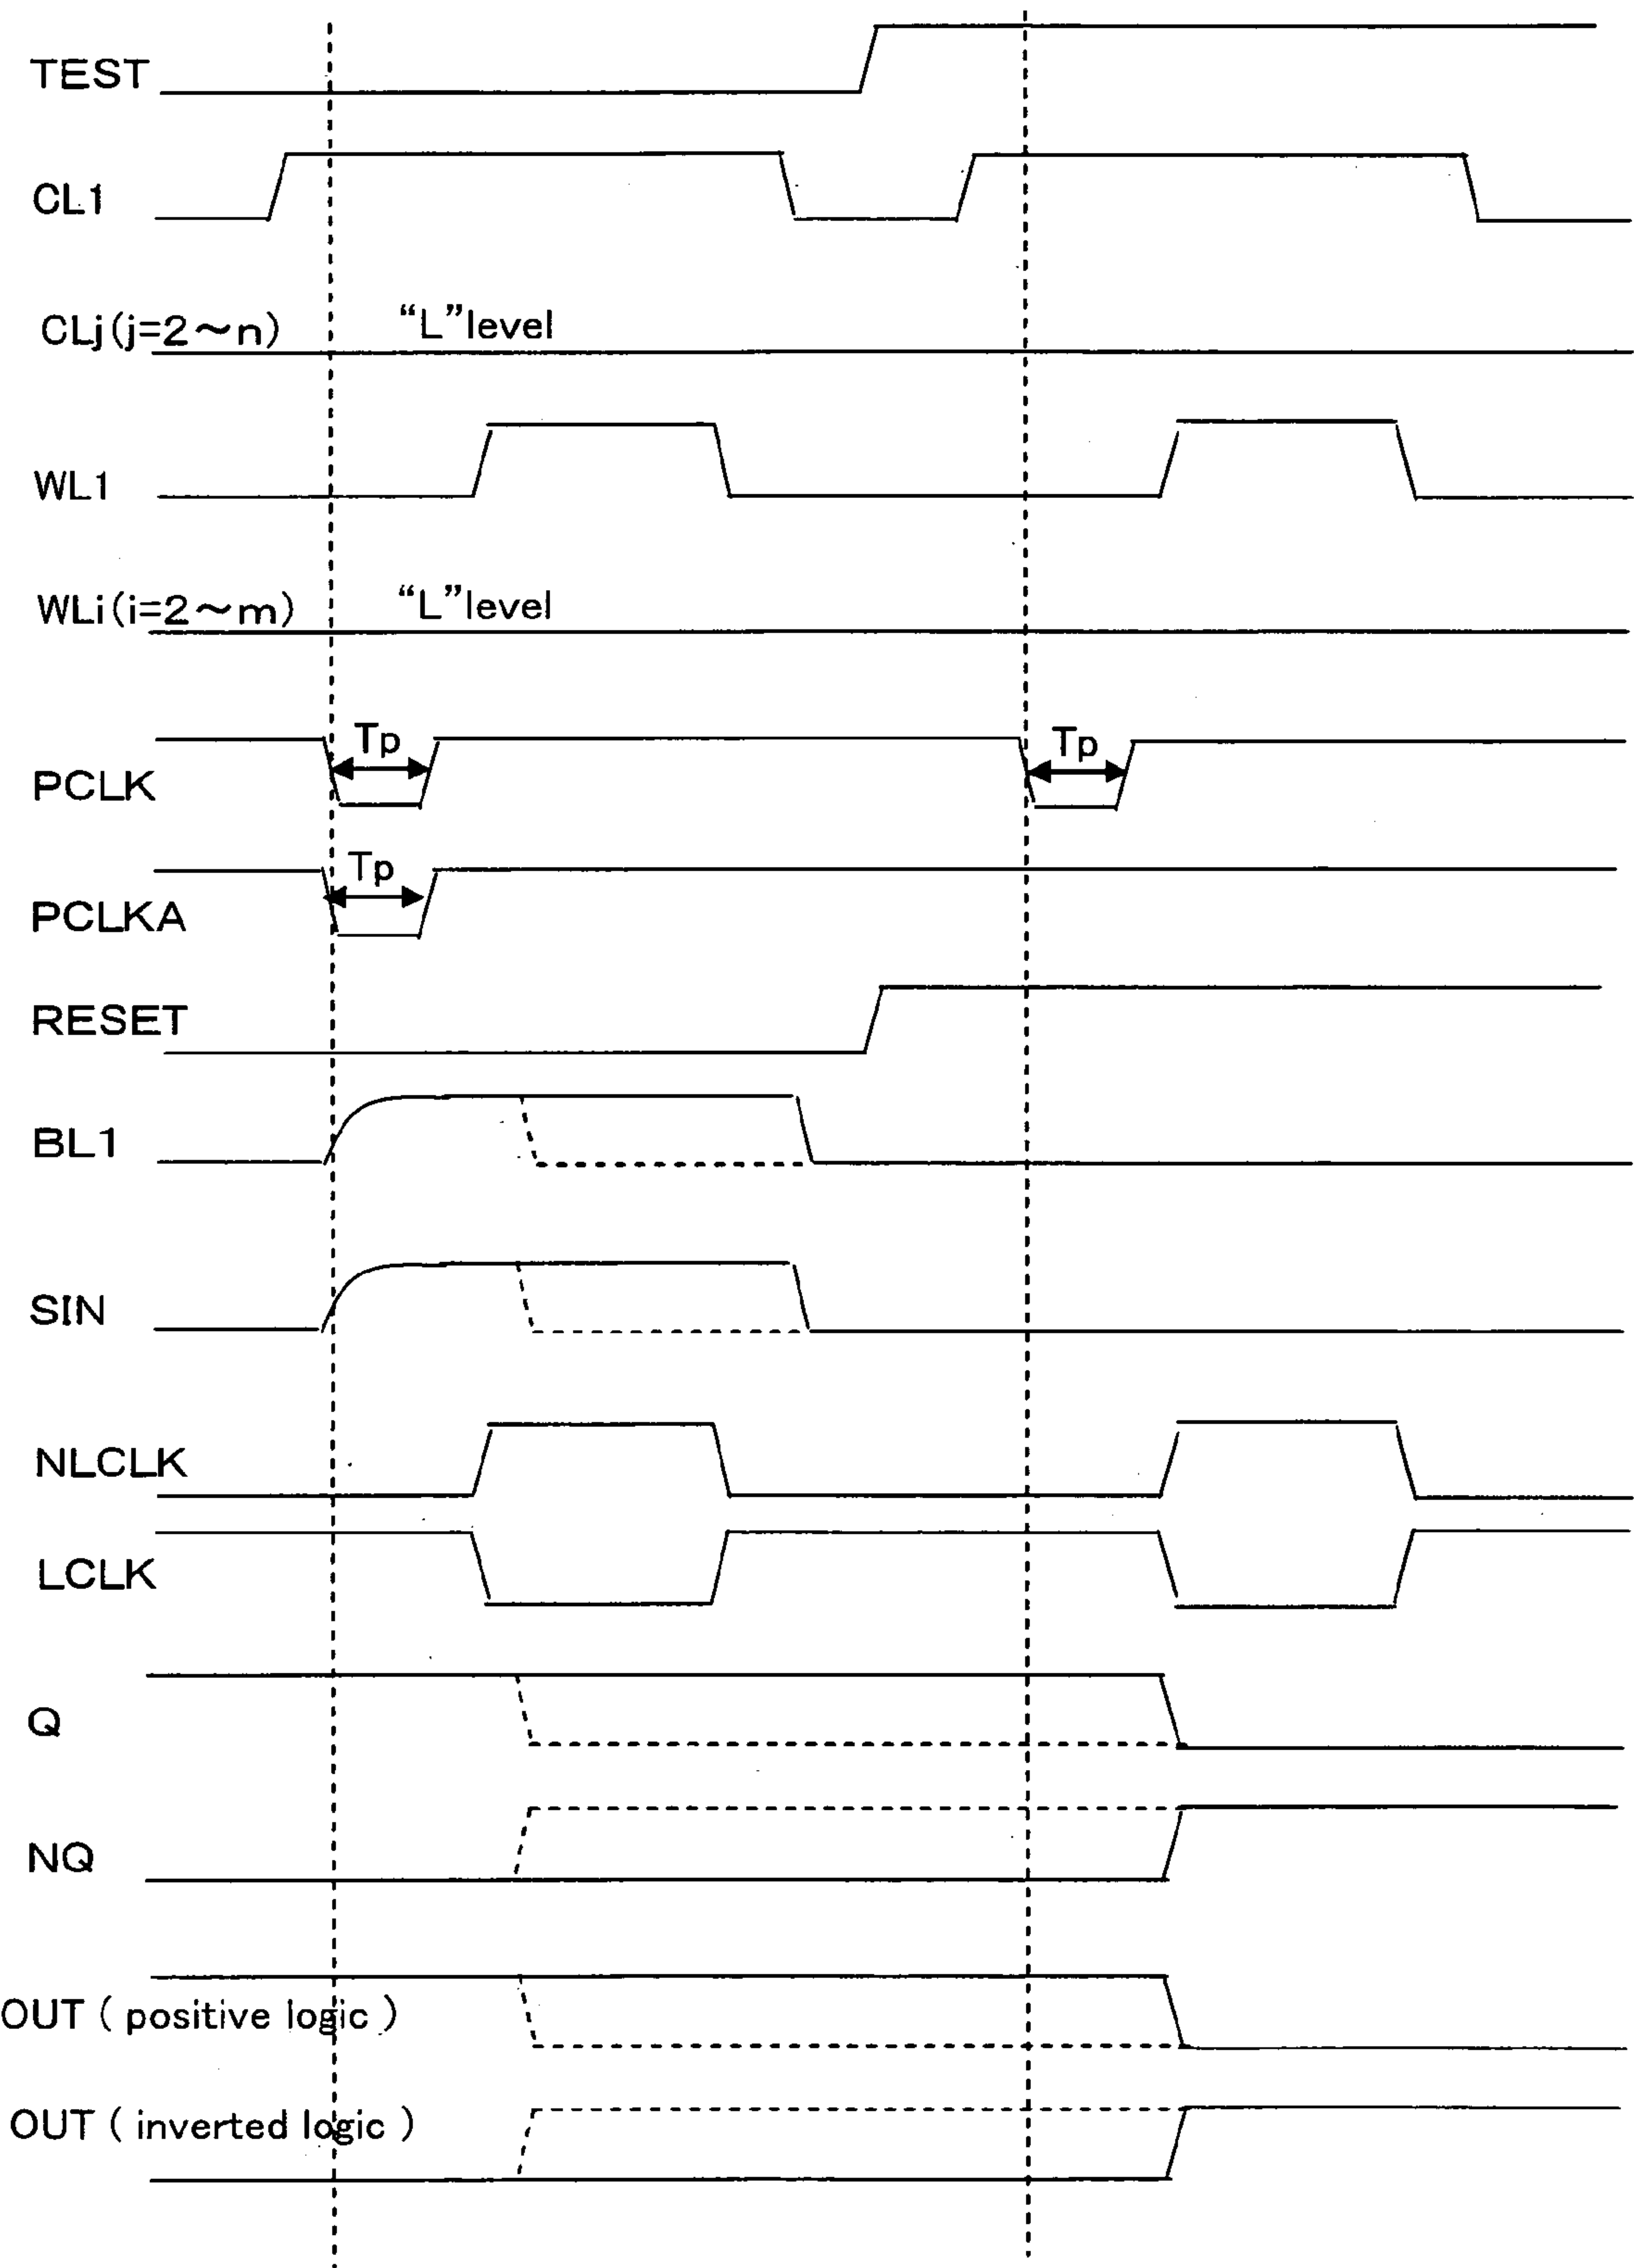 TEST
CL1
CLj(j=2～n) “L”level
WL1
WLi(i=2～m) “L”level
Tp Tp
PCLK
Tp
PCLKA
RESET
BL1
SIN
NLCLK
LCLK
Q
NQ
OUT ( positive logic )
OUT ( inverted logic )